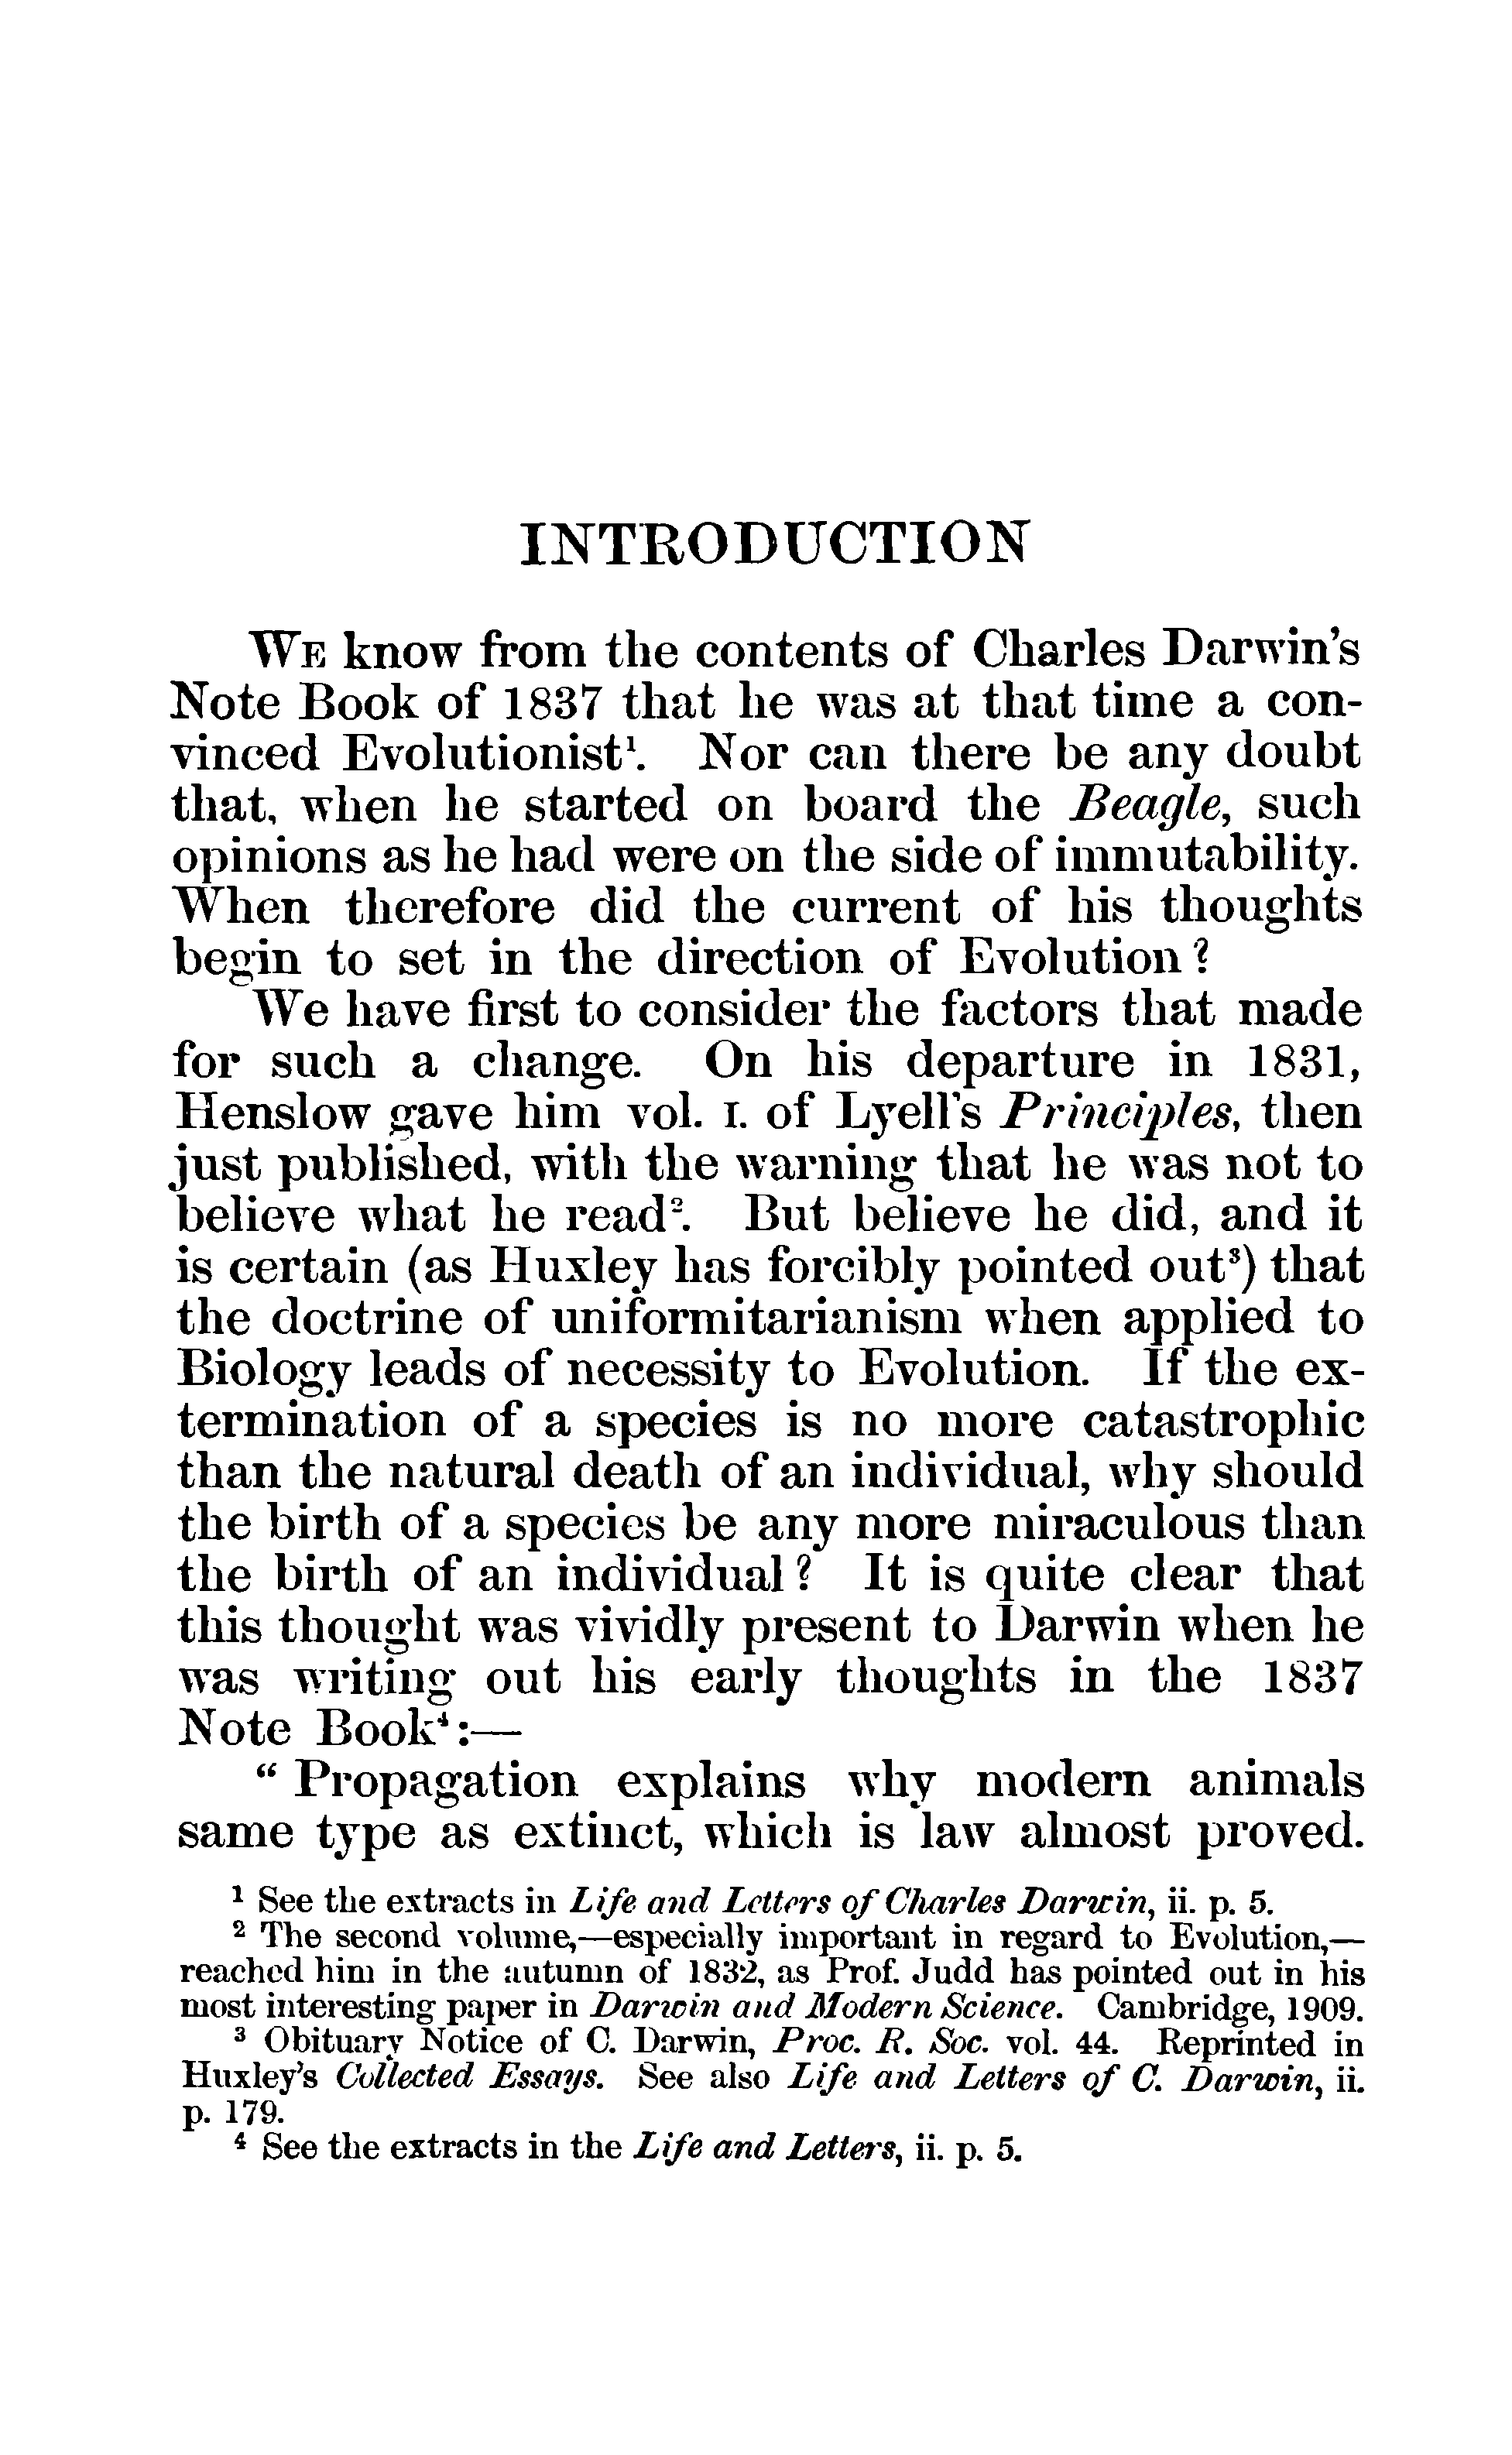 INTRODUCTION
WE know from the contents of Charles Darwin's
Note Book of 1837 that he was at that time a con-
vinced Evolutionist¹. Nor can there be any doubt
that, when he started on board the Beagle, such
opinions as he had were on the side of immutability.
When therefore did the current of his thoughts
begin to set in the direction of Evolution?
We have first to consider the factors that made
for such a change. On his departure in 1831,
Henslow gave him vol. I. of Lyell's Principles, then
just published, with the warning that he was not to
believe what he read². But believe he did, and it
is certain (as Huxley has forcibly pointed out³) that
the doctrine of uniformitarianism when applied to
Biology leads of necessity to Evolution. If the ex-
termination of a species is no more catastrophic
than the natural death of an individual, why should
the birth of a species be any more miraculous than
the birth of an individual? It is quite clear that
this thought was vividly present to Darwin when he
was writing out his early thoughts in the 1837
Note Book⁴:—
"Propagation explains why modern animals
same type as extinct, which is law almost proved.
¹ See the extracts in Life and Letters of Charles Darwin, ii. p. 5.
² The second volume,—especially important in regard to Evolution,—
reached him in the autumn of 1832, as Prof. Judd has pointed out in his
most interesting paper in Darwin and Modern Science. Cambridge, 1909.
³ Obituary Notice of C. Darwin, Proc. R. Soc. vol. 44. Reprinted in
Huxley's Collected Essays. See also Life and Letters of C. Darwin, ii.
p. 179.
⁴ See the extracts in the Life and Letters, ii. p. 5.